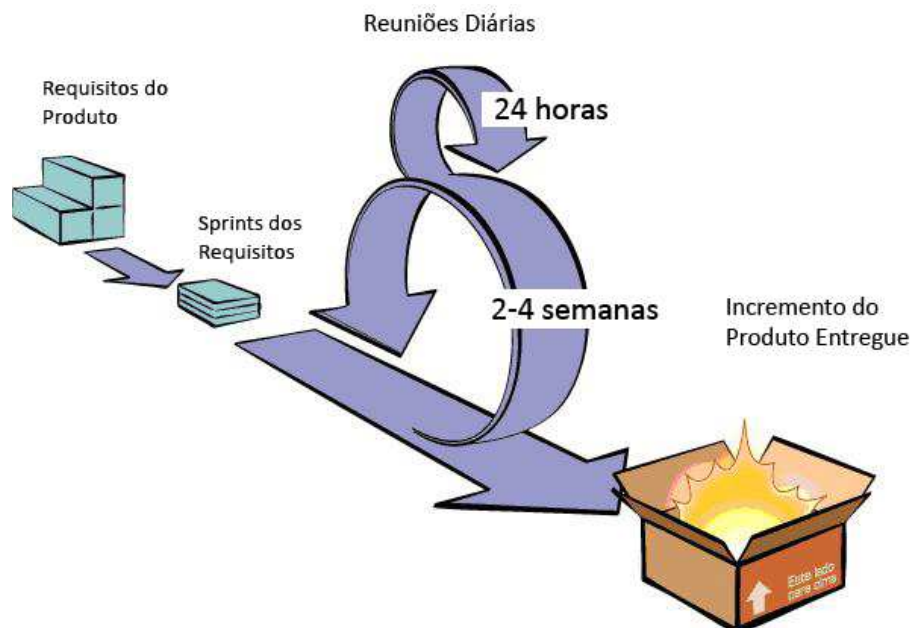 Reuniões Diárias
Requisitos do
Produto
24 horas
Sprints dos
Requisitos
2-4 semanas
Incremento do
Produto Entregue
Este lado
para cima